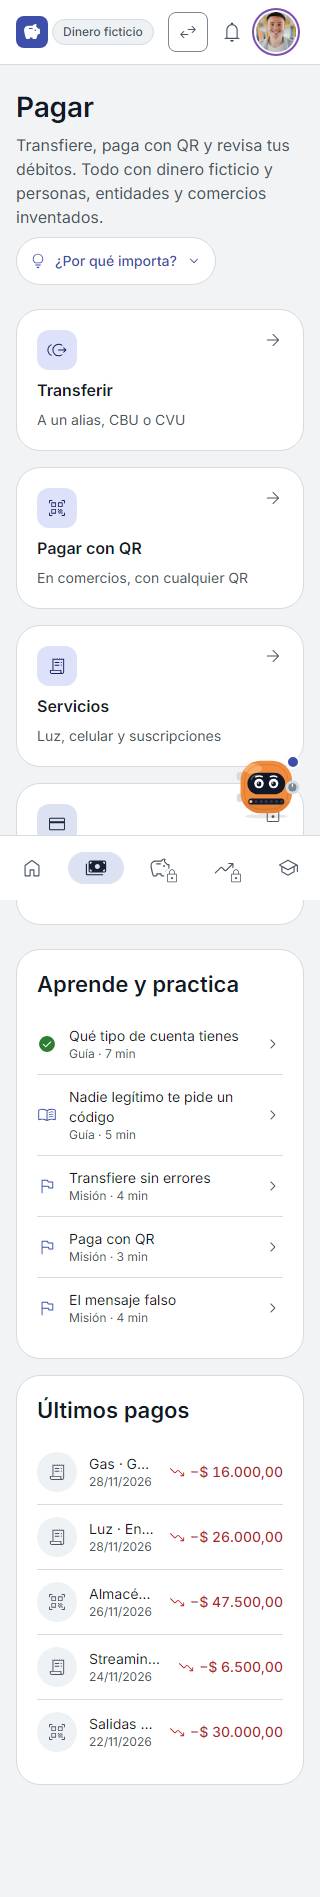 Dinero ficticio
Pagar
Transfiere, paga con QR y revisa tus
débitos. Todo con dinero ficticio y
personas, entidades y comercios
inventados.
¿Por qué importa?
Transferir
A un alias, CBU o CVU
Pagar con QR
En comercios, con cualquier QR
Servicios
Luz, celular y suscripciones
Aprende y practica
Qué tipo de cuenta tienes
Guía · 7 min
Nadie legítimo te pide un
código
Guía · 5 min
Transfiere sin errores
Misión · 4 min
Paga con QR
Misión · 3 min
El mensaje falso
Misión · 4 min
Últimos pagos
Gas · G... −$ 16.000,00
28/11/2026
Luz · En... −$ 26.000,00
28/11/2026
Almacé... −$ 47.500,00
26/11/2026
Streamin... −$ 6.500,00
24/11/2026
Salidas ... −$ 30.000,00
22/11/2026